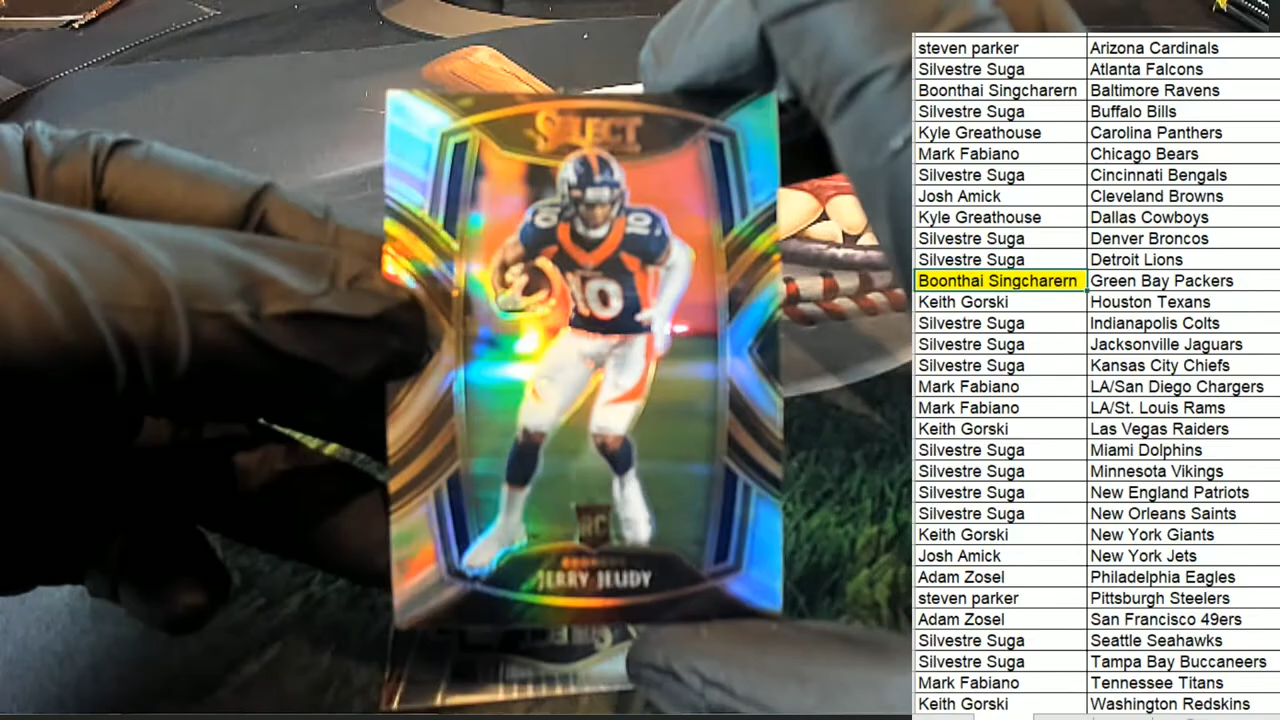 SELECT
10
10
10
RC
BRONCOS
JERRY JEUDY
steven parker Arizona Cardinals
Silvestre Suga Atlanta Falcons
Boonthai Singcharern Baltimore Ravens
Silvestre Suga Buffalo Bills
Kyle Greathouse Carolina Panthers
Mark Fabiano Chicago Bears
Silvestre Suga Cincinnati Bengals
Josh Amick Cleveland Browns
Kyle Greathouse Dallas Cowboys
Silvestre Suga Denver Broncos
Silvestre Suga Detroit Lions
Boonthai Singcharern Green Bay Packers
Keith Gorski Houston Texans
Silvestre Suga Indianapolis Colts
Silvestre Suga Jacksonville Jaguars
Silvestre Suga Kansas City Chiefs
Mark Fabiano LA/San Diego Chargers
Mark Fabiano LA/St. Louis Rams
Keith Gorski Las Vegas Raiders
Silvestre Suga Miami Dolphins
Silvestre Suga Minnesota Vikings
Silvestre Suga New England Patriots
Silvestre Suga New Orleans Saints
Keith Gorski New York Giants
Josh Amick New York Jets
Adam Zosel Philadelphia Eagles
steven parker Pittsburgh Steelers
Adam Zosel San Francisco 49ers
Silvestre Suga Seattle Seahawks
Silvestre Suga Tampa Bay Buccaneers
Mark Fabiano Tennessee Titans
Keith Gorski Washington Redskins